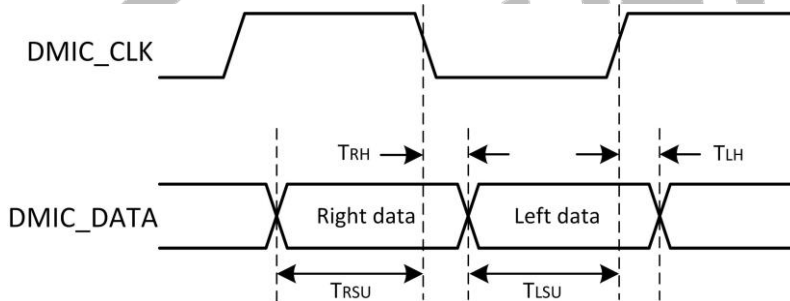 DMIC_CLK
TRH
TLH
DMIC_DATA
Right data
Left data
TRSU
TLSU